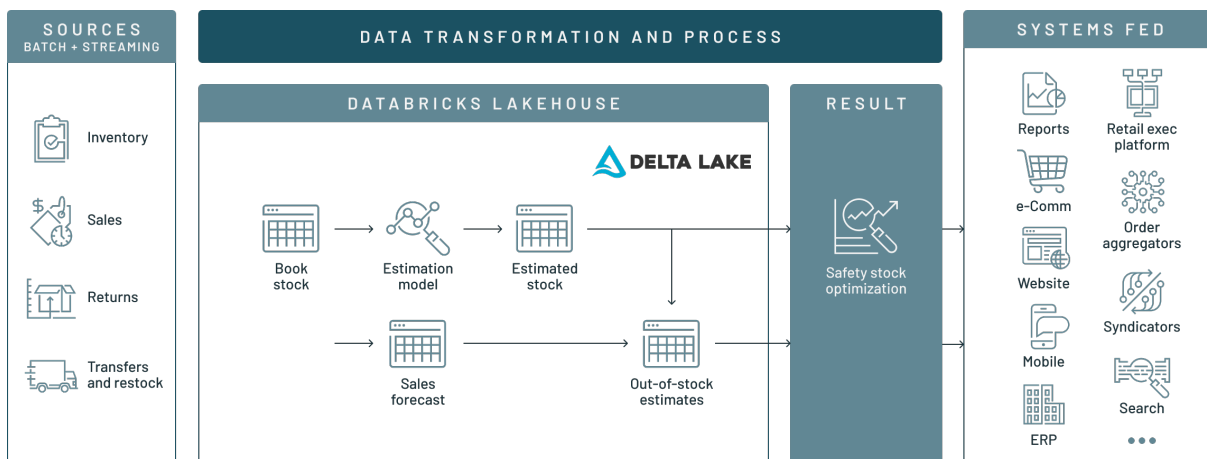 SOURCES
BATCH + STREAMING
Inventory
Sales
Returns
Transfers
and restock
DATA TRANSFORMATION AND PROCESS
DATABRICKS LAKEHOUSE
DELTA LAKE
Book
stock
Estimation
model
Estimated
stock
Sales
forecast
Out-of-stock
estimates
RESULT
Safety stock
optimization
SYSTEMS FED
Reports
Retail exec
platform
e-Comm
Order
aggregators
Website
Syndicators
Mobile
Search
ERP